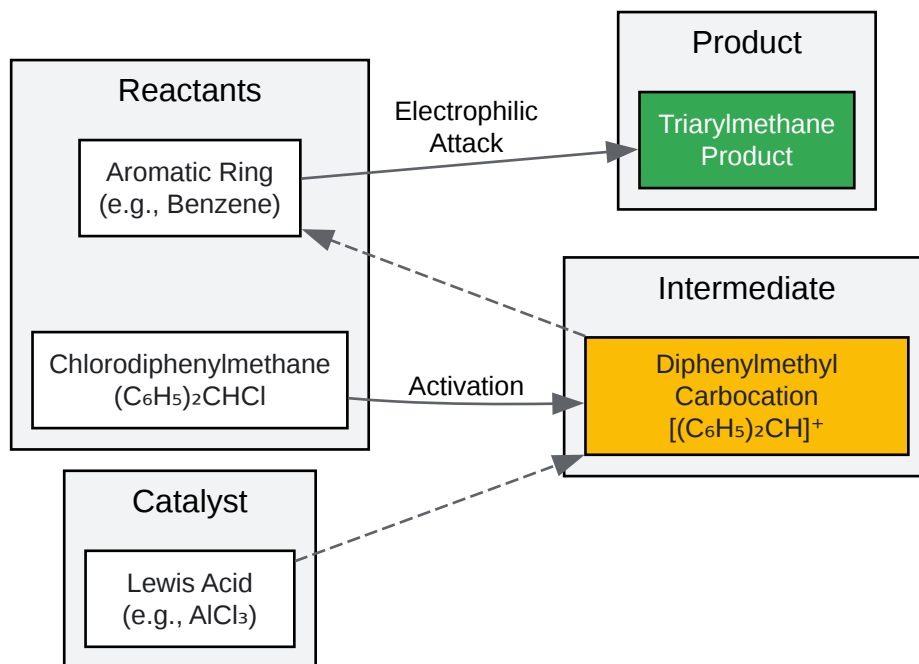 Reactants
Aromatic Ring
(e.g., Benzene)
Chlorodiphenylmethane
(C₆H₅)₂CHCl
Catalyst
Lewis Acid
(e.g., AlCl₃)
Electrophilic
Attack
Activation
Product
Triarylmethane
Product
Intermediate
Diphenylmethyl
Carbocation
[(C₆H₅)₂CH]⁺